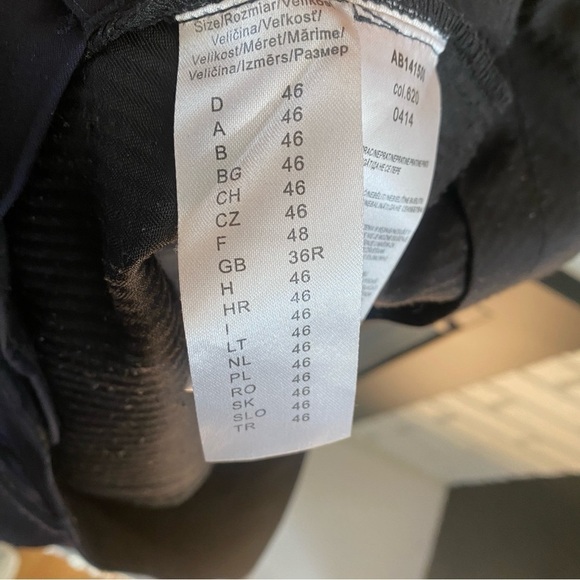 Size/Rozmiar/Velikost
Veličina/Veľkosť/
Velikost/Méret/Mărime/
Veličina/Izmērs/Размер
D 46
A 46
B 46
BG 46
CH 46
CZ 46
F 48
GB 36R
H 46
HR 46
I 46
LT 46
NL 46
PL 46
RO 46
SK 46
SLO 46
TR 46
col.620
0414